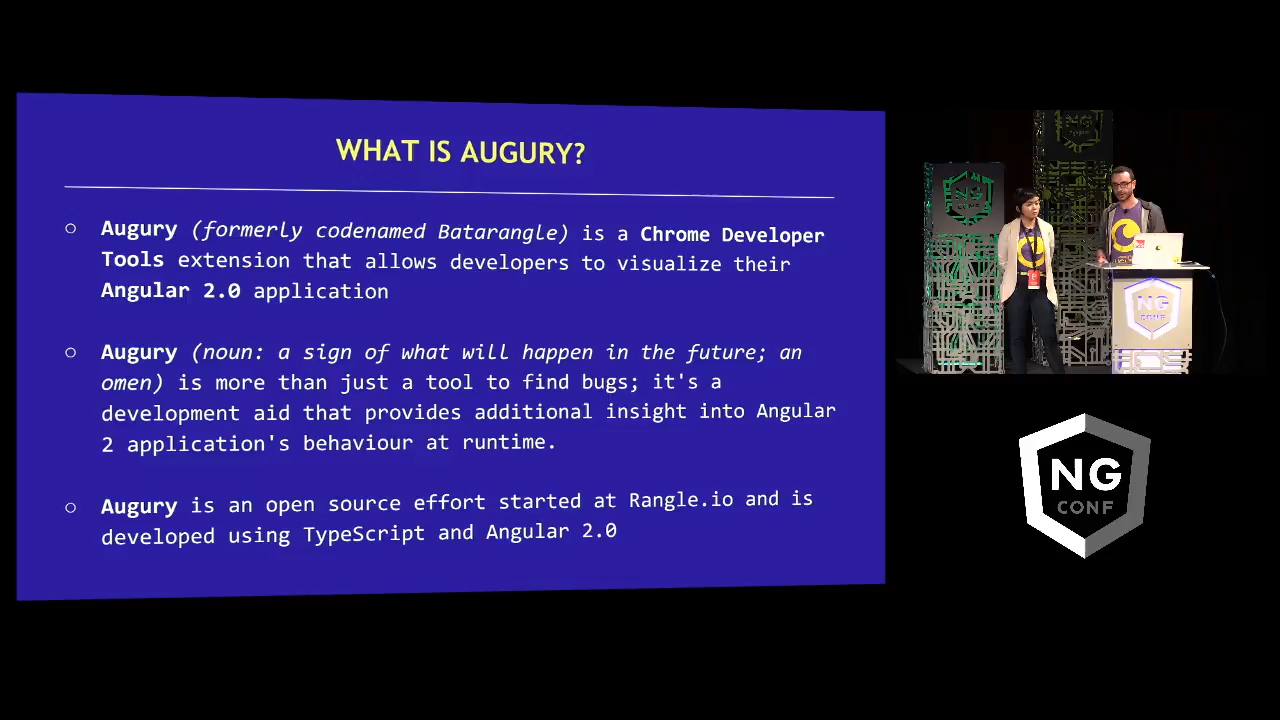 WHAT IS AUGURY?
Augury (formerly codenamed Batarangle) is a Chrome Developer
Tools extension that allows developers to visualize their
Angular 2.0 application
Augury (noun: a sign of what will happen in the future; an
omen) is more than just a tool to find bugs; it's a
development aid that provides additional insight into Angular
2 application's behaviour at runtime.
Augury is an open source effort started at Rangle.io and is
developed using TypeScript and Angular 2.0
NG
CONF
NG
CONF